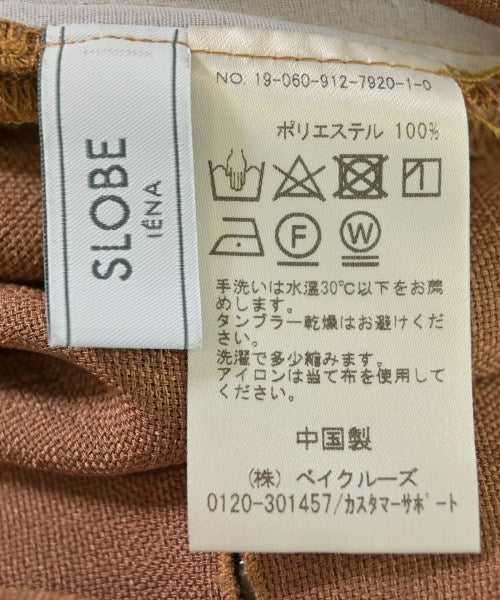 SLOBE
IÉNA
NO. 19-060-912-7920-1-0
ポリエステル 100%
F
W
手洗いは水温30℃以下をお薦
めします。
タンブラー乾燥はお避けくだ
さい。
洗濯で多少縮みます。
アイロンは当て布を使用して
ください。
中国製
(株) ベイクルーズ
0120-301457/カスタマーサポート